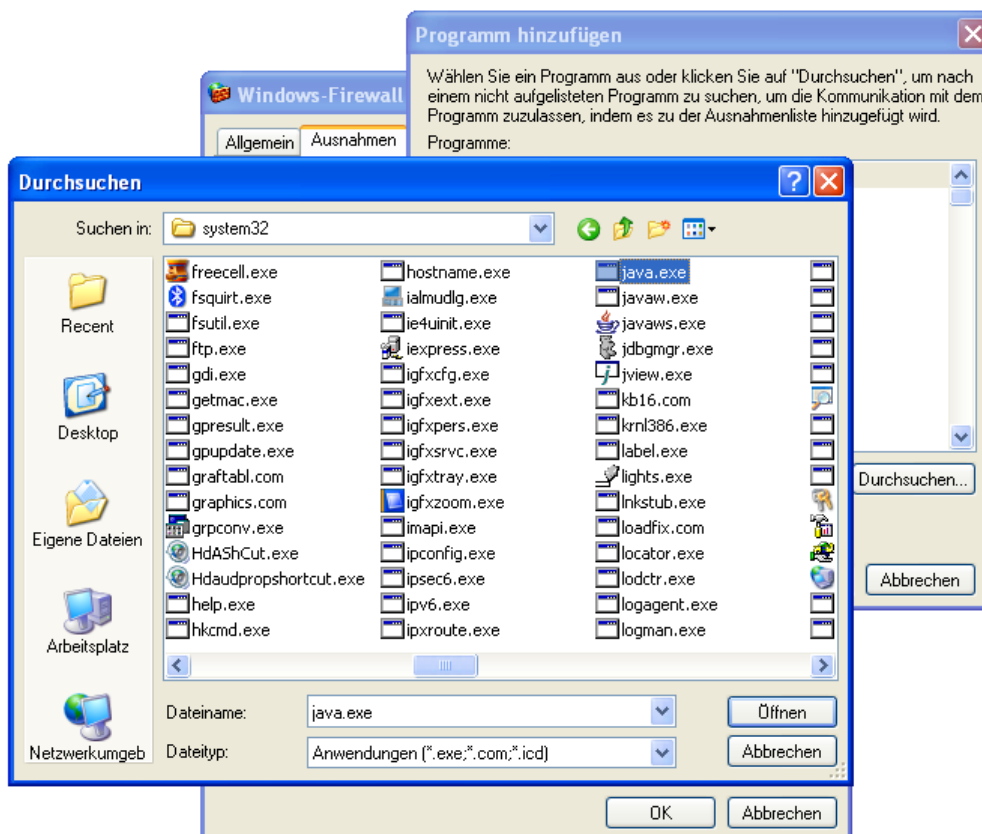 Programm hinzufügen
Wählen Sie ein Programm aus oder klicken Sie auf "Durchsuchen", um nach
einem nicht aufgelisteten Programm zu suchen, um die Kommunikation mit dem
Programm zuzulassen, indem es zu der Ausnahmenliste hinzugefügt wird.
Programme:
Windows-Firewall
Allgemein
Ausnahmen
Durchsuchen...
Abbrechen
Durchsuchen
Suchen in:
system32
Recent
Desktop
Eigene Dateien
Arbeitsplatz
Netzwerkumgeb
freecell.exe
fsquirt.exe
fsutil.exe
ftp.exe
gdi.exe
getmac.exe
gpresult.exe
gpupdate.exe
graftabl.com
graphics.com
grpconv.exe
HdAShCut.exe
Hdaudpropshortcut.exe
help.exe
hkcmd.exe
hostname.exe
ialmudlg.exe
ie4uinit.exe
iexpress.exe
igfxcfg.exe
igfxext.exe
igfxpers.exe
igfxsrvc.exe
igfxtray.exe
igfxzoom.exe
imapi.exe
ipconfig.exe
ipsec6.exe
ipv6.exe
ipxroute.exe
java.exe
javaw.exe
javaws.exe
jdbgmgr.exe
jview.exe
kb16.com
krnl386.exe
label.exe
lights.exe
lnkstub.exe
loadfix.com
locator.exe
lodctr.exe
logagent.exe
logman.exe
Dateiname:
java.exe
Öffnen
Dateityp:
Anwendungen (*.exe;*.com;*.icd)
Abbrechen
OK
Abbrechen